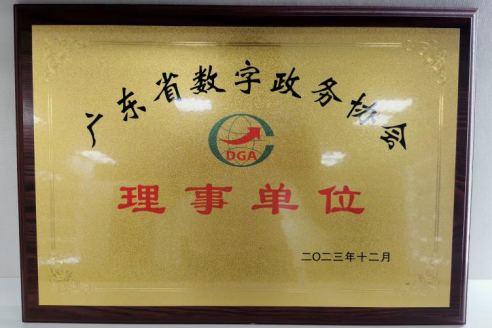 广东省数字政务协会
DGA
理事单位
二〇二三年十二月